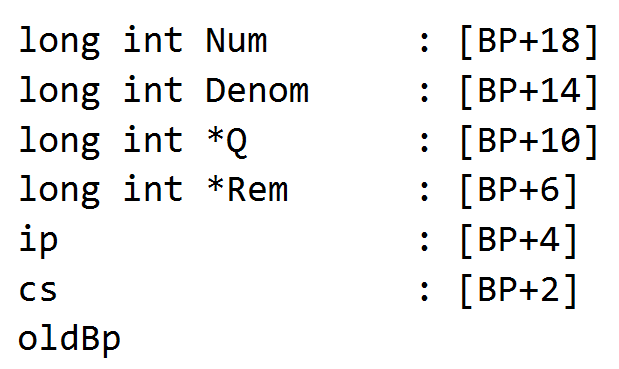 long int Num : [BP+18]
long int Denom : [BP+14]
long int *Q : [BP+10]
long int *Rem : [BP+6]
ip : [BP+4]
cs : [BP+2]
oldBp